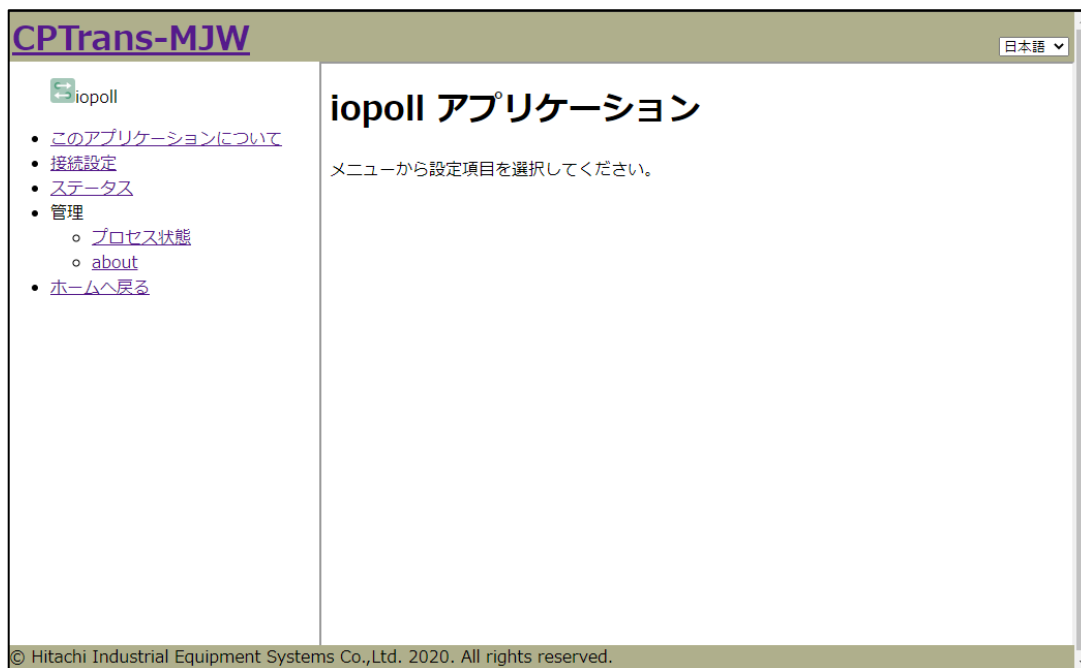 CPTrans-MJW
日本語
iopoll
このアプリケーションについて
接続設定
ステータス
管理
プロセス状態
about
ホームへ戻る
iopoll アプリケーション
メニューから設定項目を選択してください。
© Hitachi Industrial Equipment Systems Co.,Ltd. 2020. All rights reserved.